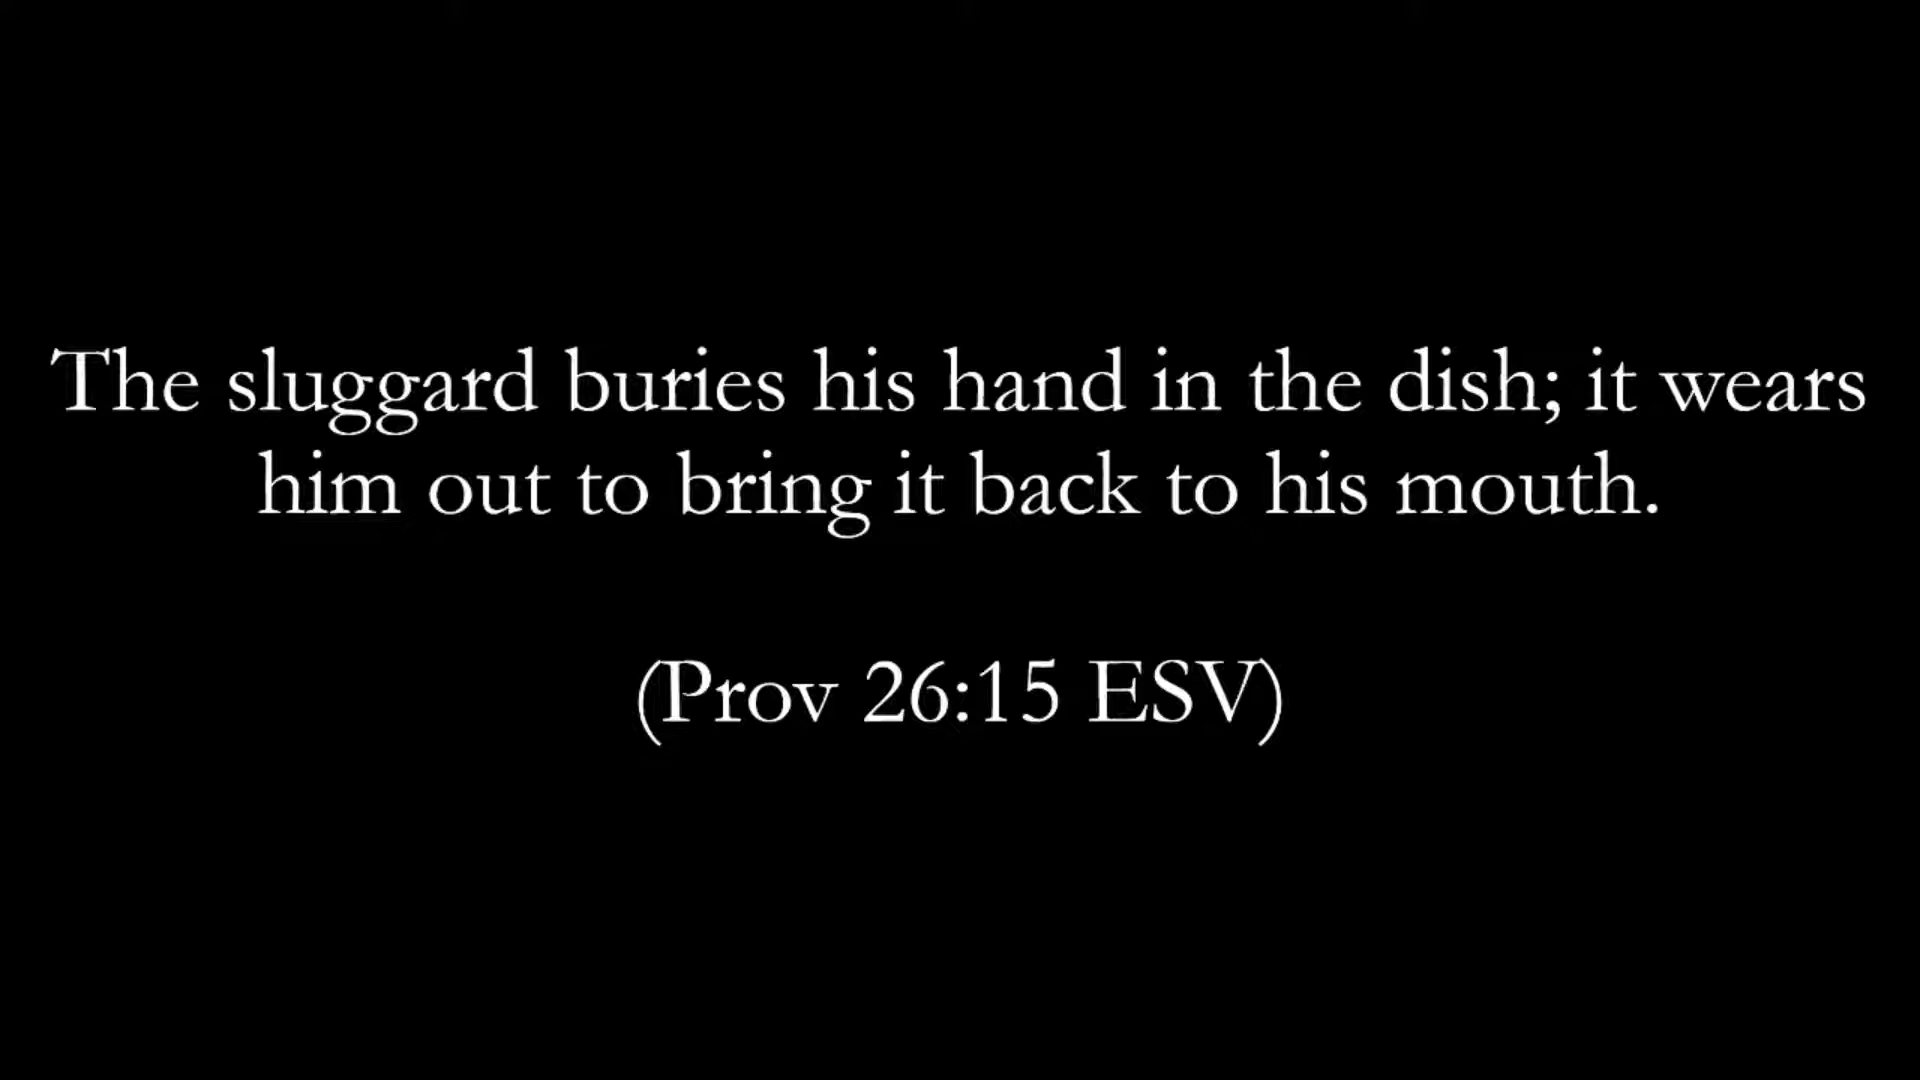 The sluggard buries his hand in the dish; it wears
him out to bring it back to his mouth.
(Prov 26:15 ESV)